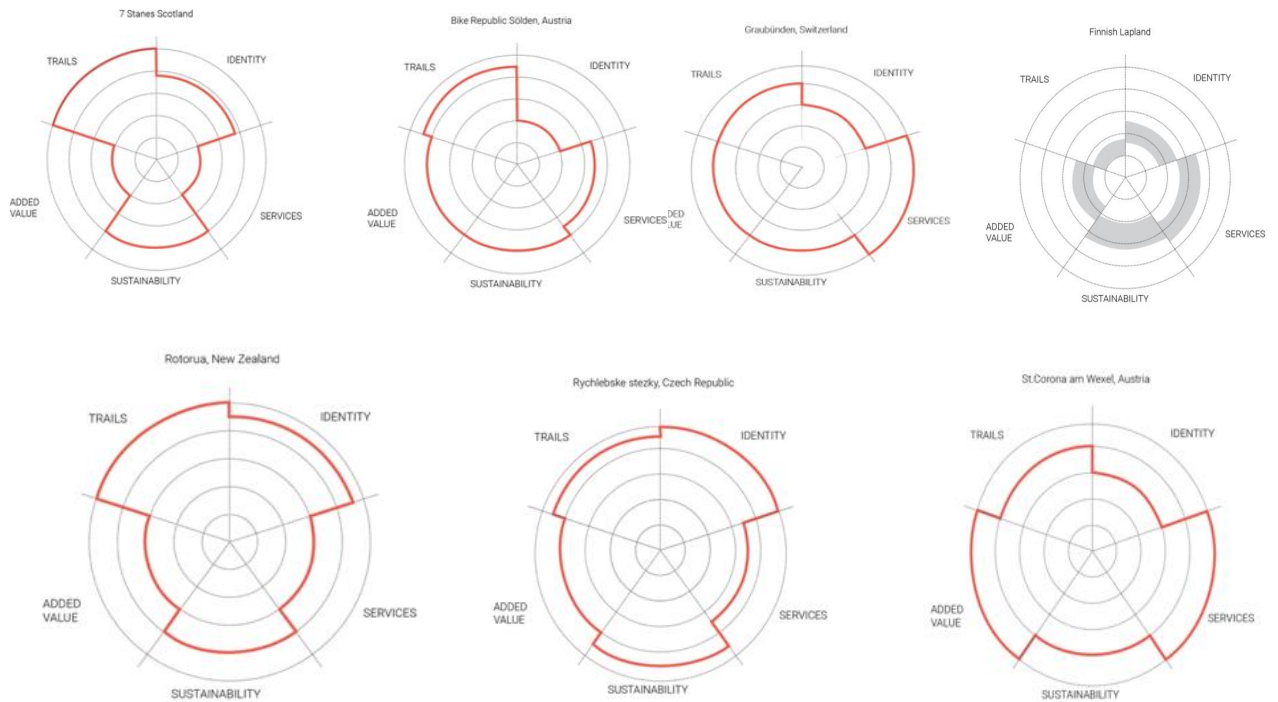 7 Stanes Scotland
TRAILS
IDENTITY
ADDED
VALUE
SERVICES
SUSTAINABILITY
Bike Republic Sölden, Austria
TRAILS
IDENTITY
ADDED
VALUE
SERVICES
SUSTAINABILITY
Graubünden, Switzerland
TRAILS
IDENTITY
DED
UE
SERVICES
SUSTAINABILITY
Finnish Lapland
TRAILS
IDENTITY
ADDED
VALUE
SERVICES
SUSTAINABILITY
Rotorua, New Zealand
TRAILS
IDENTITY
ADDED
VALUE
SERVICES
SUSTAINABILITY
Rychlebske stezky, Czech Republic
TRAILS
IDENTITY
ADDED
VALUE
SERVICES
SUSTAINABILITY
St.Corona am Wexel, Austria
TRAILS
IDENTITY
ADDED
VALUE
SERVICES
SUSTAINABILITY